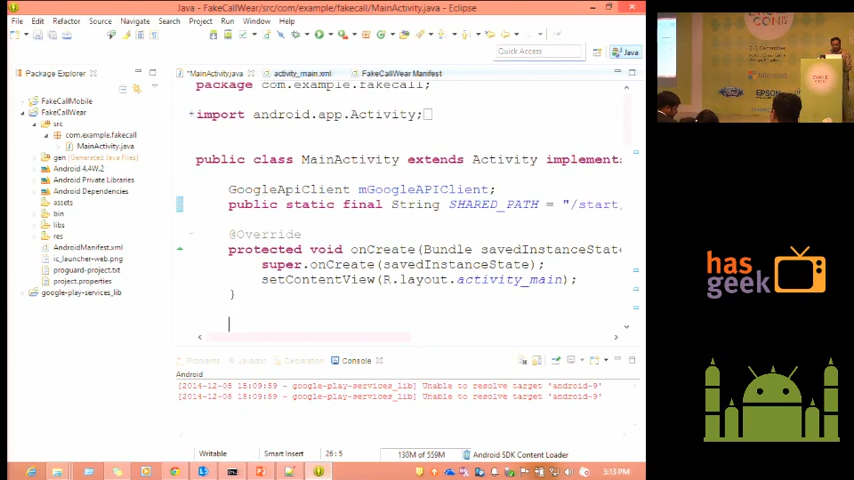 Java - FakeCallWear/src/com/example/fakecall/MainActivity.java - Eclipse
File Edit Refactor Source Navigate Search Project Run Window Help
Quick Access
Java
Package Explorer
*MainActivity.java
activity_main.xml
FakeCallWear Manifest
FakeCallMobile
FakeCallWear
src
com.example.fakecall
MainActivity.java
gen [Generated Java Files]
Android 4.4W.2
Android Private Libraries
Android Dependencies
assets
bin
libs
res
AndroidManifest.xml
ic_launcher-web.png
proguard-project.txt
project.properties
google-play-services_lib
package com.example.fakecall;
import android.app.Activity;
public class MainActivity extends Activity implements
GoogleApiClient mGoogleAPIClient;
public static final String SHARED_PATH = "/start
@Override
protected void onCreate(Bundle savedInstanceState
super.onCreate(savedInstanceState);
setContentView(R.layout.activity_main);
}
Problems Javadoc Declaration Console
Android
[2014-12-05 15:09:59 - google-play-services_lib] Unable to resolve target 'android-9'
[2014-12-05 15:09:59 - google-play-services_lib] Unable to resolve target 'android-9'
Writable Smart Insert 26 : 5 130M of 559M Android SDK Content Loader
3:13 PM
CON
Microsoft
EPSON
has
geek